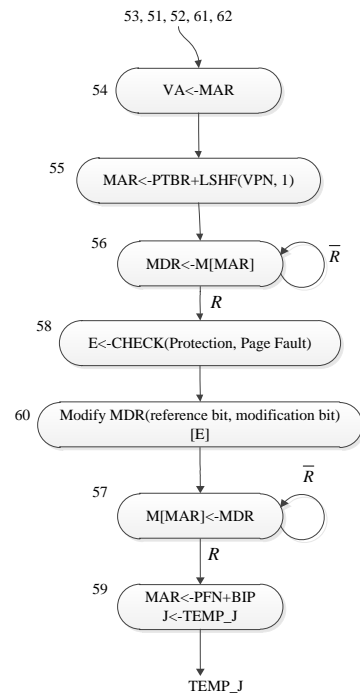 53, 51, 52, 61, 62
54
VA<-MAR
55
MAR<-PTBR+LSHF(VPN, 1)
56
MDR<-M[MAR]
R̅
R
58
E<-CHECK(Protection, Page Fault)
60
Modify MDR(reference bit, modification bit)
[E]
57
M[MAR]<-MDR
R̅
R
59
MAR<-PFN+BIP
J<-TEMP_J
TEMP_J